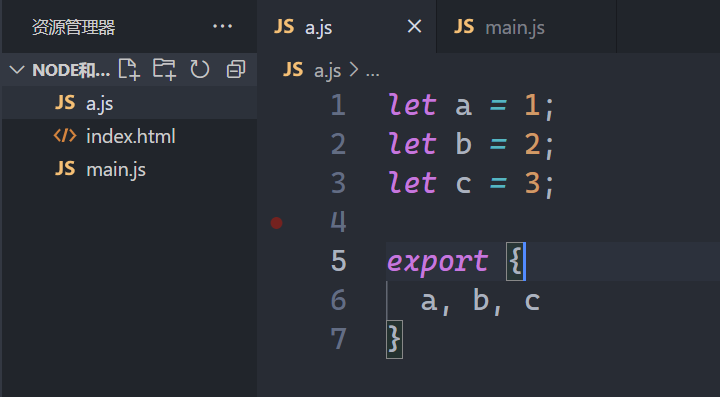 资源管理器 ···
JS a.js × JS main.js
NODE和...
JS a.js > ...
JS a.js
</> index.html
JS main.js
1 let a = 1;
2 let b = 2;
3 let c = 3;
4
5 export {
6 a, b, c
7 }